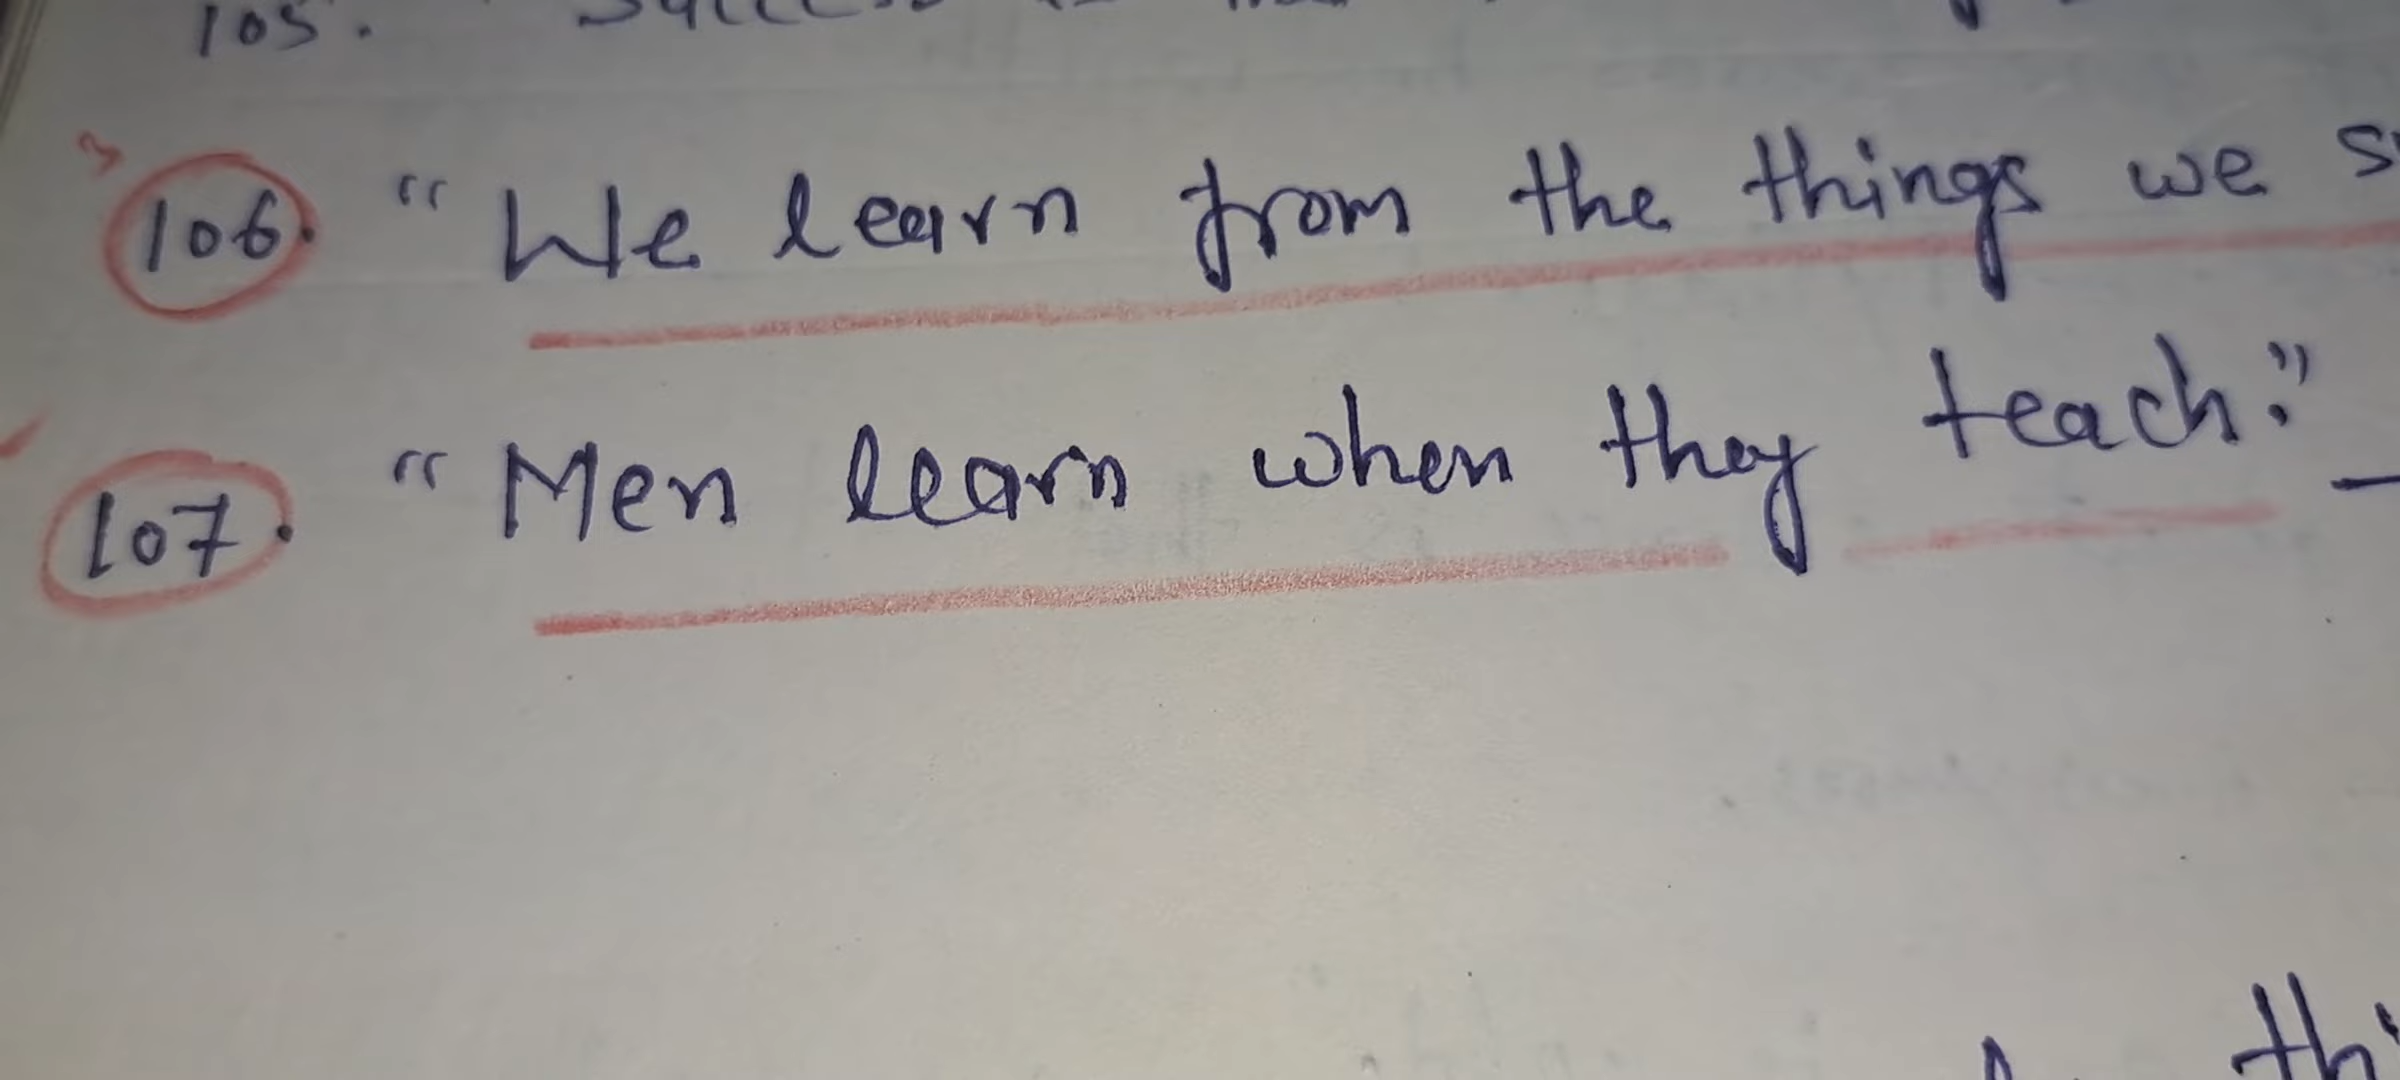 105.
106. "We learn from the things we
107. "Men learn when they teach." _